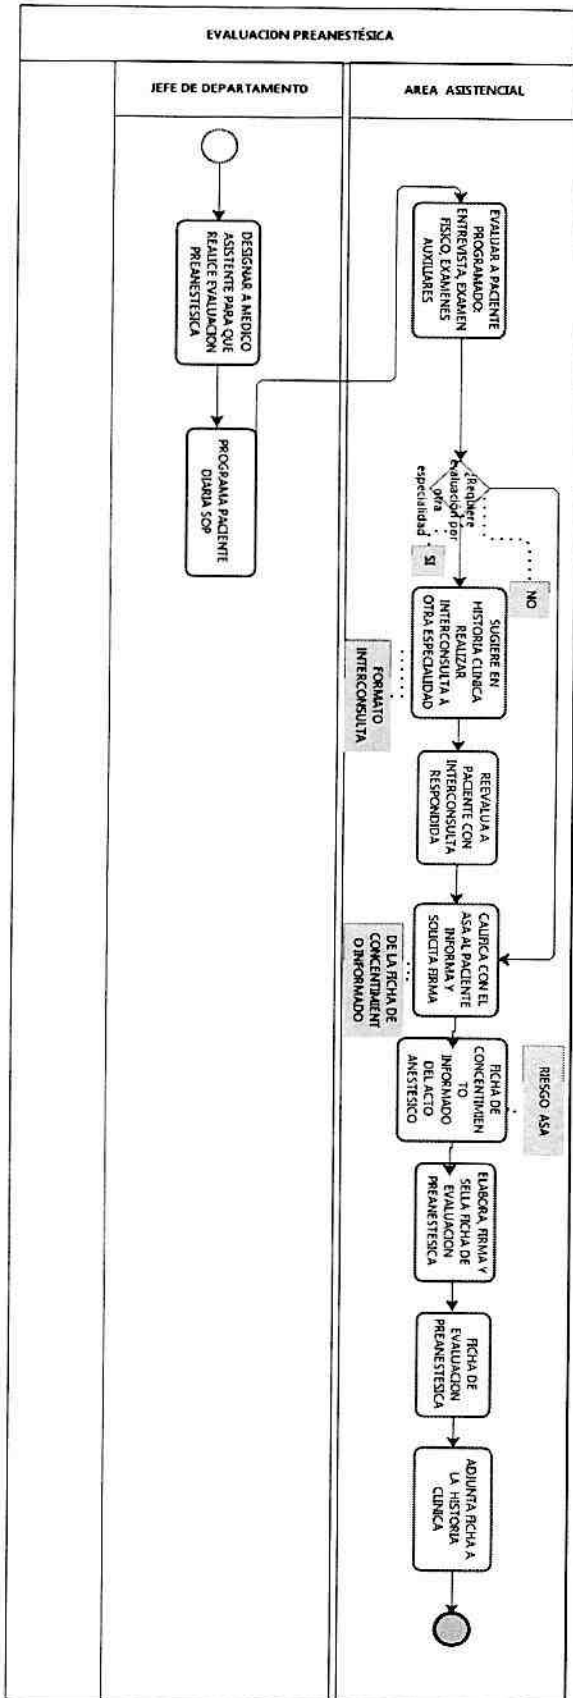 EVALUACION PREANESTÉSICA
JEFE DE DEPARTAMENTO
AREA ASISTENCIAL
DESIGNAR A MEDICO
ASISTENTE PARA QUE
REALICE EVALUACION
PREANESTESICA
PROGRAMA PACIENTE
DIARIA SOP
EVALUAR A PACIENTE
PROGRAMADO:
ENTREVISTA, EXAMEN
FISICO, EXAMENES
AUXILIARES
¿Requiere
evaluación por
otra
especialidad
SI
NO
SUGIERE EN
HISTORIA CLINICA
REALIZAR
INTERCONSULTA A
OTRA ESPECIALIDAD
FORMATO
INTERCONSULTA
REEVALUA A
PACIENTE CON
INTERCONSULTA
RESPONDIDA
CALIFICA CON EL
ASA AL PACIENTE
INFORMA Y
SOLICITA FIRMA
DE LA FICHA DE
CONCENTIMIENT
O INFORMADO
FICHA DE
CONCENTIMIEN
TO
INFORMADO
DEL ACTO
ANESTESICO
RIESGO ASA
ELABORA, FIRMA Y
SELLA FICHA DE
EVALUACION
PREANESTESICA
FICHA DE
EVALUACION
PREANESTESICA
ADJUNTA FICHA A
LA HISTORIA
CLINICA